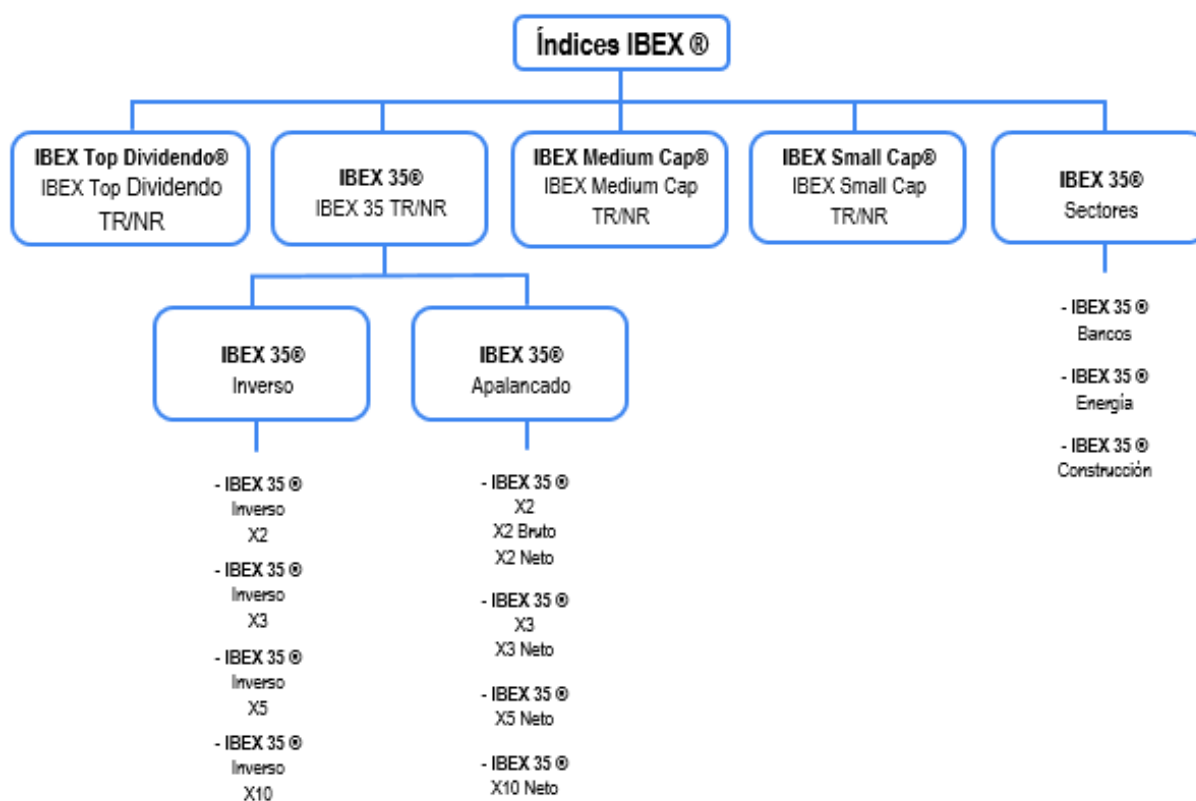 Índices IBEX ®
IBEX Top Dividendo®
IBEX Top Dividendo
TR/NR
IBEX 35®
IBEX 35 TR/NR
IBEX Medium Cap®
IBEX Medium Cap
TR/NR
IBEX Small Cap®
IBEX Small Cap
TR/NR
IBEX 35®
Sectores
IBEX 35®
Inverso
IBEX 35®
Apalancado
- IBEX 35 ®
Inverso
X2
- IBEX 35 ®
Inverso
X3
- IBEX 35 ®
Inverso
X5
- IBEX 35 ®
Inverso
X10
- IBEX 35 ®
X2
X2 Bruto
X2 Neto
- IBEX 35 ®
X3
X3 Neto
- IBEX 35 ®
X5 Neto
- IBEX 35 ®
X10 Neto
- IBEX 35 ®
Bancos
- IBEX 35 ®
Energía
- IBEX 35 ®
Construcción